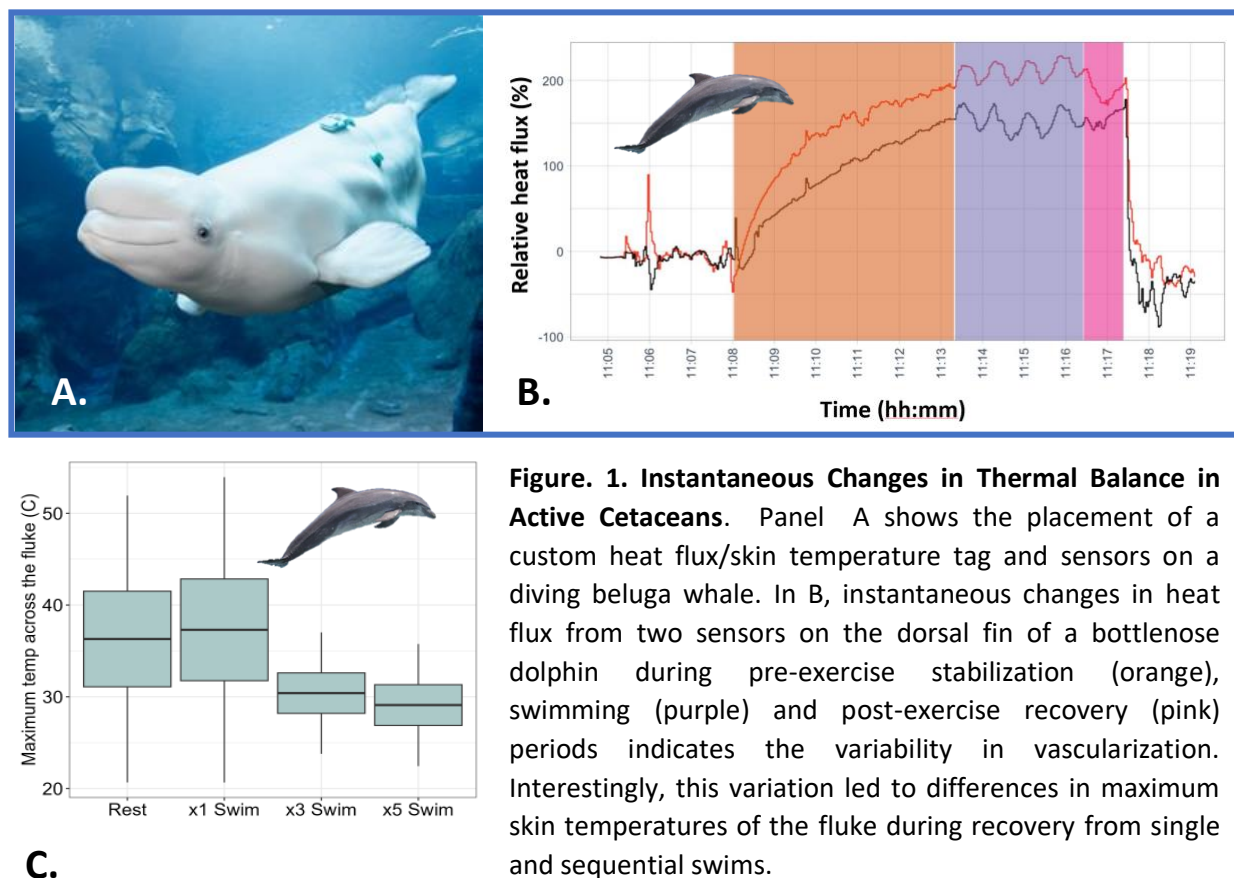 A.
Relative heat flux (%)
200
100
0
-100
11:05
11:06
11:07
11:08
11:09
11:10
11:11
11:12
11:13
11:14
11:15
11:16
11:17
11:18
11:19
Time (hh:mm)
B.
Maximum temp across the fluke (C)
50
40
30
20
Rest
x1 Swim
x3 Swim
x5 Swim
C.
Figure. 1. Instantaneous Changes in Thermal Balance in
Active Cetaceans. Panel A shows the placement of a
custom heat flux/skin temperature tag and sensors on a
diving beluga whale. In B, instantaneous changes in heat
flux from two sensors on the dorsal fin of a bottlenose
dolphin during pre-exercise stabilization (orange),
swimming (purple) and post-exercise recovery (pink)
periods indicates the variability in vascularization.
Interestingly, this variation led to differences in maximum
skin temperatures of the fluke during recovery from single
and sequential swims.